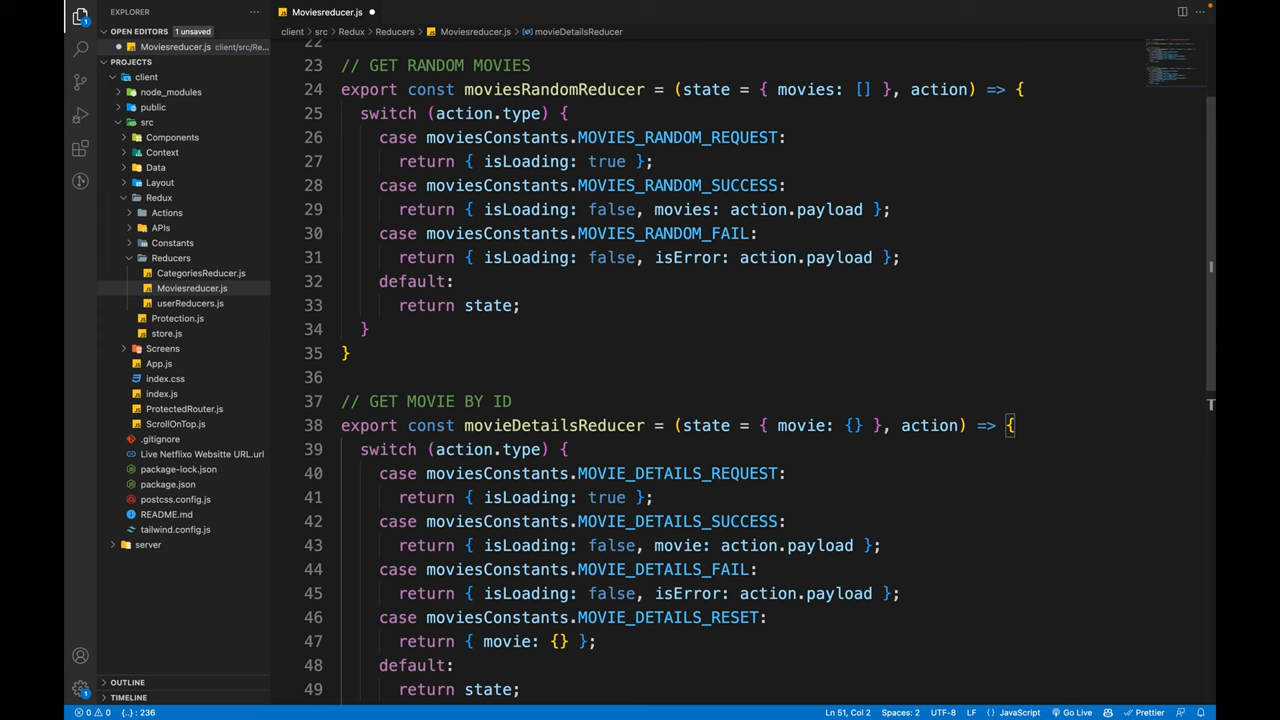 EXPLORER
OPEN EDITORS 1 unsaved
Moviesreducer.js client/src/Re...
PROJECTS
client
node_modules
public
src
Components
Context
Data
Layout
Redux
Actions
APIs
Constants
Reducers
CategoriesReducer.js
Moviesreducer.js
userReducers.js
Protection.js
store.js
Screens
App.js
index.css
index.js
ProtectedRouter.js
ScrollOnTop.js
.gitignore
Live Netflixo Websitte URL.url
package-lock.json
package.json
postcss.config.js
README.md
tailwind.config.js
server
OUTLINE
TIMELINE
Moviesreducer.js
client > src > Redux > Reducers > Moviesreducer.js > movieDetailsReducer
22
23 // GET RANDOM MOVIES
24 export const moviesRandomReducer = (state = { movies: [] }, action) => {
25 switch (action.type) {
26 case moviesConstants.MOVIES_RANDOM_REQUEST:
27 return { isLoading: true };
28 case moviesConstants.MOVIES_RANDOM_SUCCESS:
29 return { isLoading: false, movies: action.payload };
30 case moviesConstants.MOVIES_RANDOM_FAIL:
31 return { isLoading: false, isError: action.payload };
32 default:
33 return state;
34 }
35 }
36
37 // GET MOVIE BY ID
38 export const movieDetailsReducer = (state = { movie: {} }, action) => {
39 switch (action.type) {
40 case moviesConstants.MOVIE_DETAILS_REQUEST:
41 return { isLoading: true };
42 case moviesConstants.MOVIE_DETAILS_SUCCESS:
43 return { isLoading: false, movie: action.payload };
44 case moviesConstants.MOVIE_DETAILS_FAIL:
45 return { isLoading: false, isError: action.payload };
46 case moviesConstants.MOVIE_DETAILS_RESET:
47 return { movie: {} };
48 default:
49 return state;
0 0 {..} : 236
Ln 51, Col 2 Spaces: 2 UTF-8 LF {} JavaScript Go Live Prettier